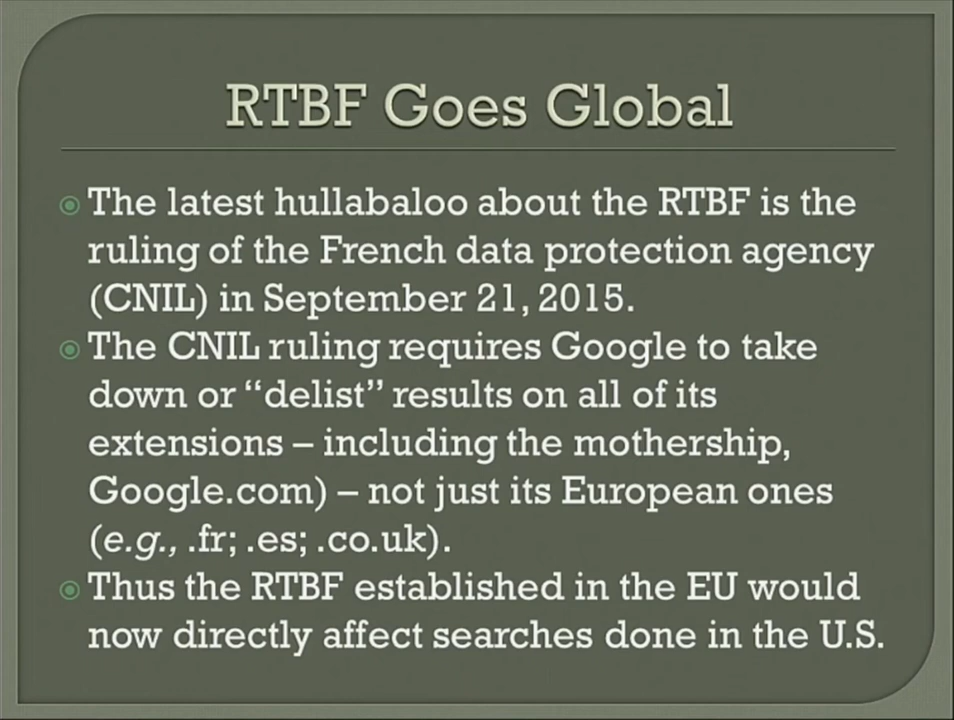 RTBF Goes Global
The latest hullabaloo about the RTBF is the
ruling of the French data protection agency
(CNIL) in September 21, 2015.
The CNIL ruling requires Google to take
down or “delist” results on all of its
extensions – including the mothership,
Google.com) – not just its European ones
(e.g., .fr; .es; .co.uk).
Thus the RTBF established in the EU would
now directly affect searches done in the U.S.